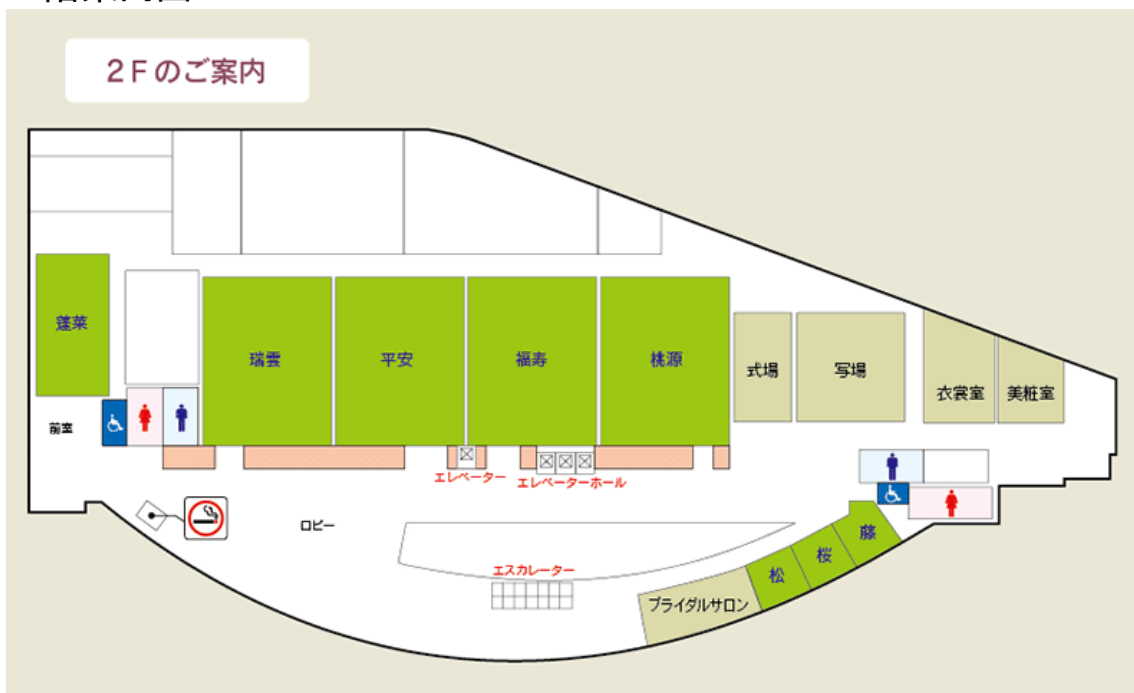 2Fのご案内
蓬莱
瑞雲
平安
福寿
桃源
式場
写場
衣裳室
美粧室
前室
エレベーター
エレベーターホール
ロビー
エスカレーター
ブライダルサロン
松
桜
藤